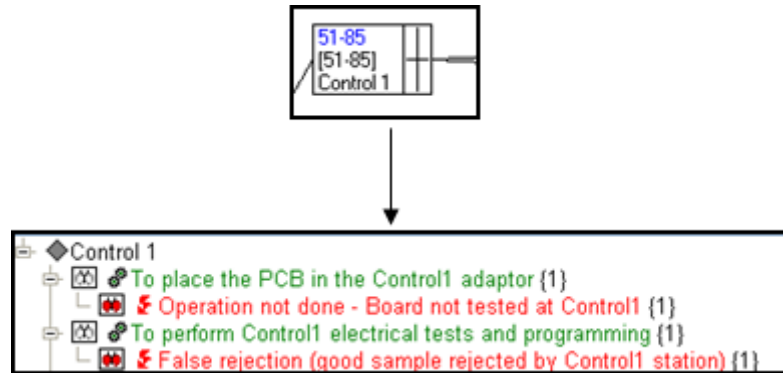 51-85
[51-85]
Control 1
Control 1
To place the PCB in the Control1 adaptor {1}
Operation not done - Board not tested at Control1 {1}
To perform Control1 electrical tests and programming {1}
False rejection (good sample rejected by Control1 station) {1}